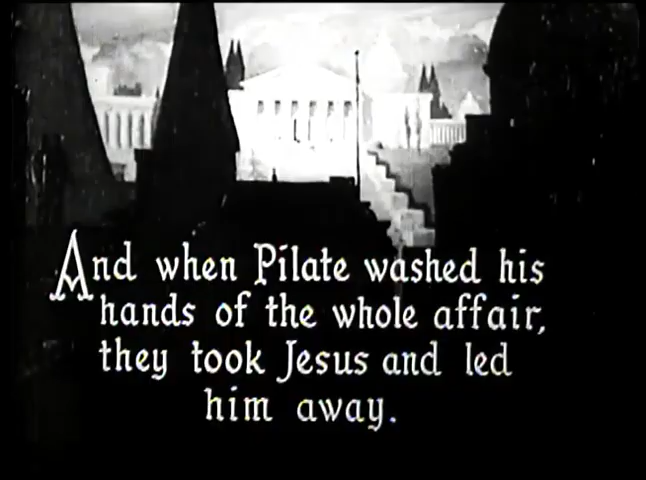 And when Pilate washed his
hands of the whole affair,
they took Jesus and led
him away.